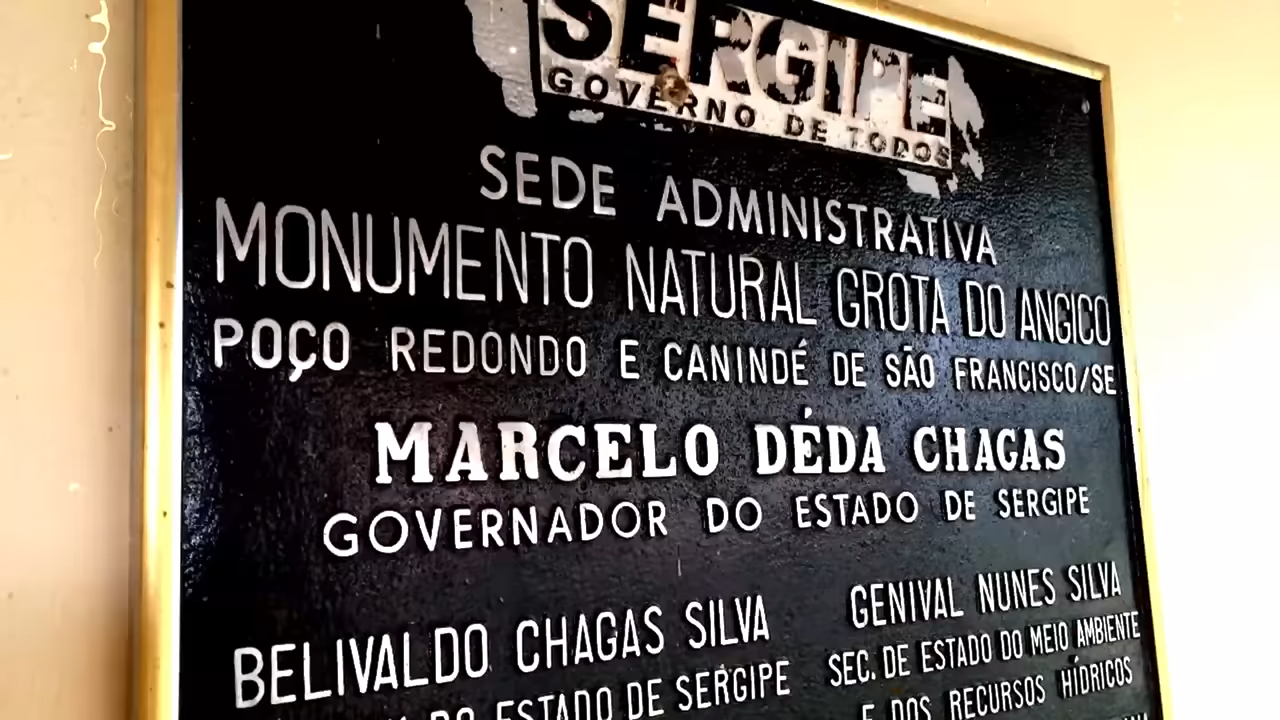 SERGIPE
GOVERNO DE TODOS
SEDE ADMINISTRATIVA
MONUMENTO NATURAL GROTA DO ANGICO
POÇO REDONDO E CANINDÉ DE SÃO FRANCISCO/SE
MARCELO DÉDA CHAGAS
GOVERNADOR DO ESTADO DE SERGIPE
BELIVALDO CHAGAS SILVA
DO ESTADO DE SERGIPE
GENIVAL NUNES SILVA
SEC. DE ESTADO DO MEIO AMBIENTE
E DOS RECURSOS HÍDRICOS